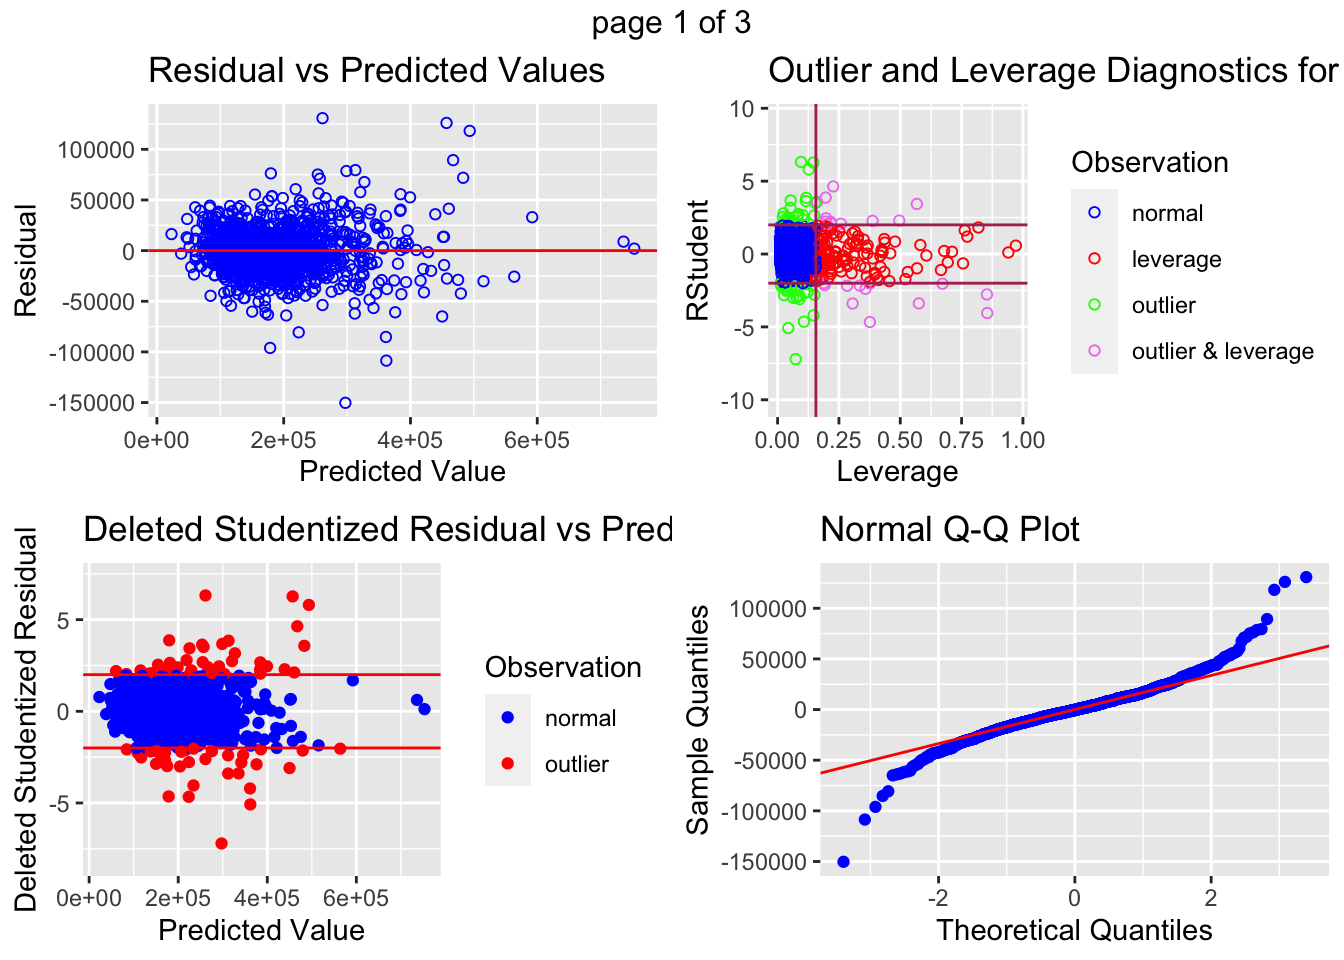 page 1 of 3
Residual vs Predicted Values
Residual
100000
50000
0
-50000
-100000
-150000
0e+00 2e+05 4e+05 6e+05
Predicted Value
Outlier and Leverage Diagnostics for
RStudent
10
5
0
-5
-10
0.00 0.25 0.50 0.75 1.00
Leverage
Observation
normal
leverage
outlier
outlier & leverage
Deleted Studentized Residual vs Pred
Deleted Studentized Residual
5
0
-5
0e+00 2e+05 4e+05 6e+05
Predicted Value
Observation
normal
outlier
Normal Q-Q Plot
Sample Quantiles
100000
50000
0
-50000
-100000
-150000
-2 0 2
Theoretical Quantiles